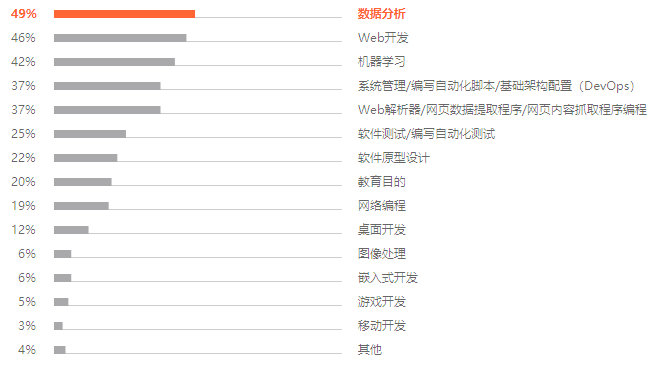 49% 数据分析
46% Web开发
42% 机器学习
37% 系统管理/编写自动化脚本/基础架构配置（DevOps）
37% Web解析器/网页数据提取程序/网页内容抓取程序编程
25% 软件测试/编写自动化测试
22% 软件原型设计
20% 教育目的
19% 网络编程
12% 桌面开发
6% 图像处理
6% 嵌入式开发
5% 游戏开发
3% 移动开发
4% 其他